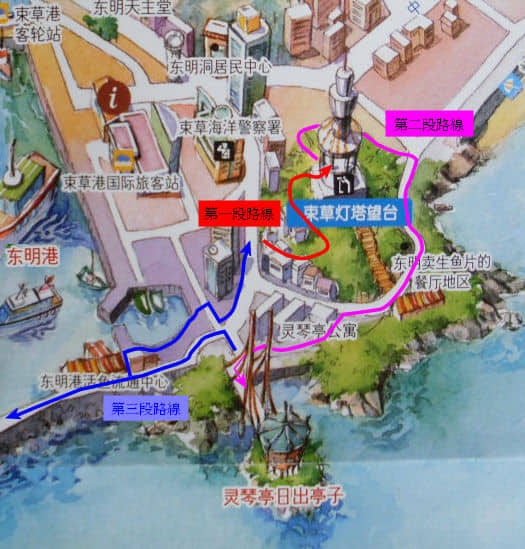 束草港
客轮站
东明天主堂
东明洞居民中心
i
束草海洋警察署
第二段路線
束草港国际旅客站
第一段路線
束草灯塔望台
东明港
东明卖生鱼片的
餐厅地区
灵琴亭公寓
东明港活鱼流通中心
第三段路線
灵琴亭日出亭子